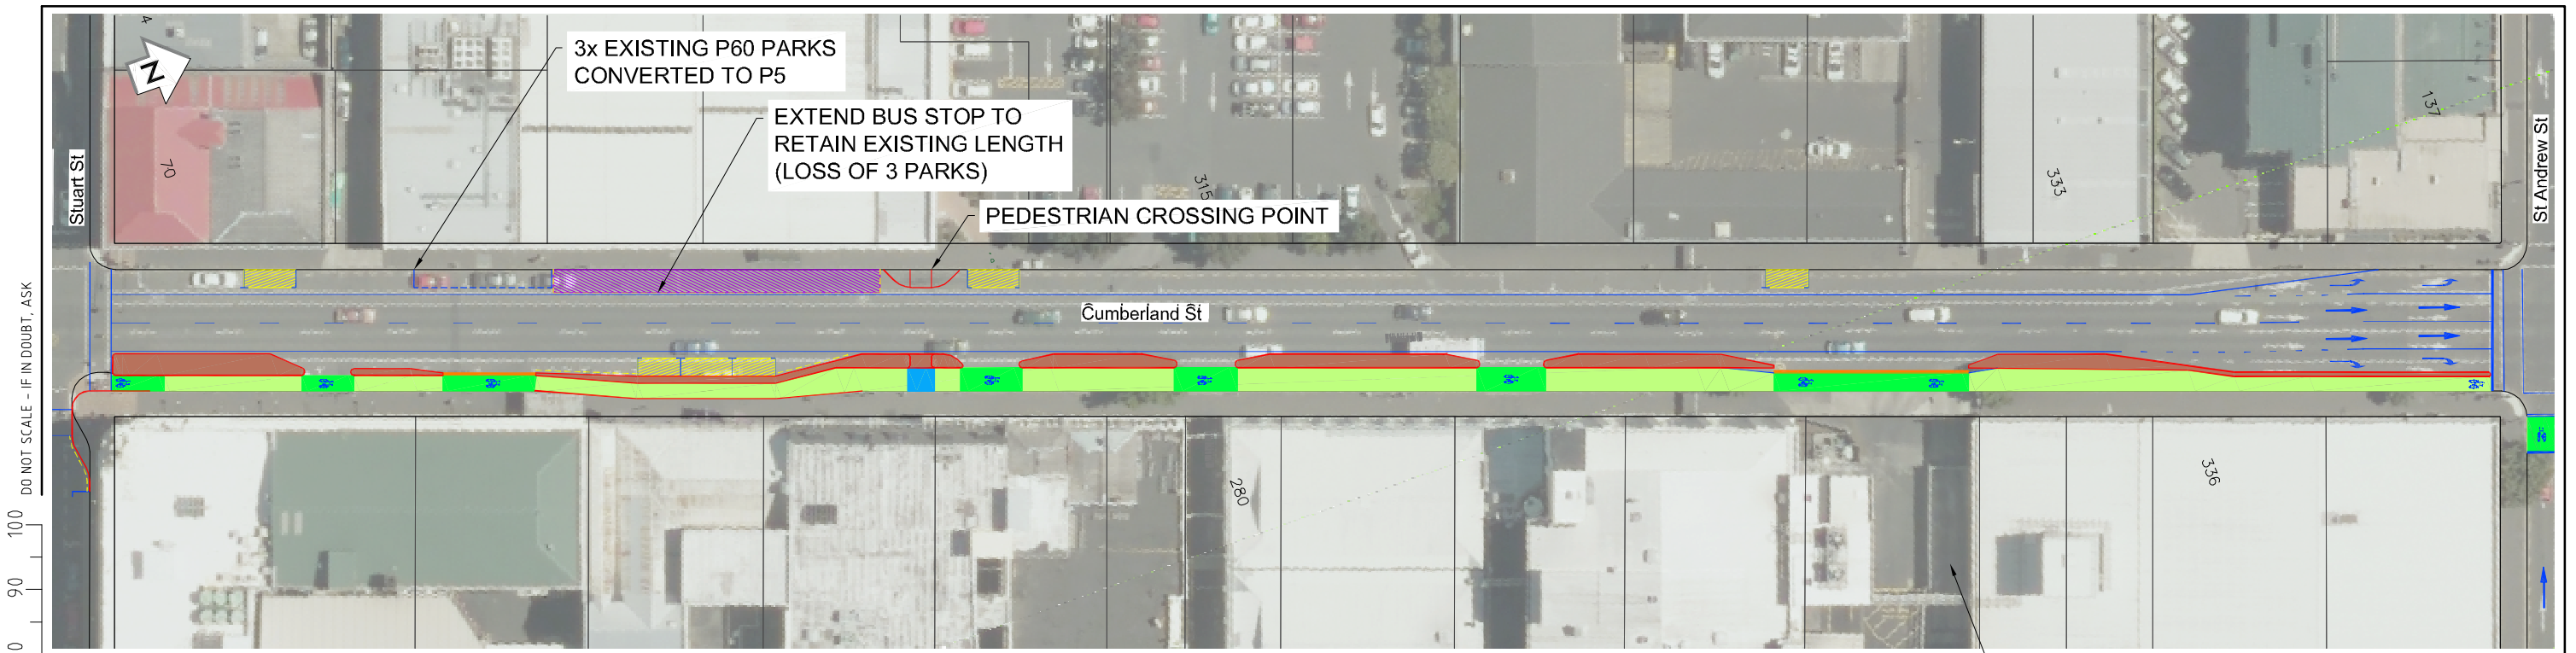 4
N
3x EXISTING P60 PARKS
CONVERTED TO P5
EXTEND BUS STOP TO
RETAIN EXISTING LENGTH
(LOSS OF 3 PARKS)
PEDESTRIAN CROSSING POINT
70
315
333
137
Stuart St
St Andrew St
Cumberland St
280
336
DO NOT SCALE - IF IN DOUBT, ASK
100
90
0